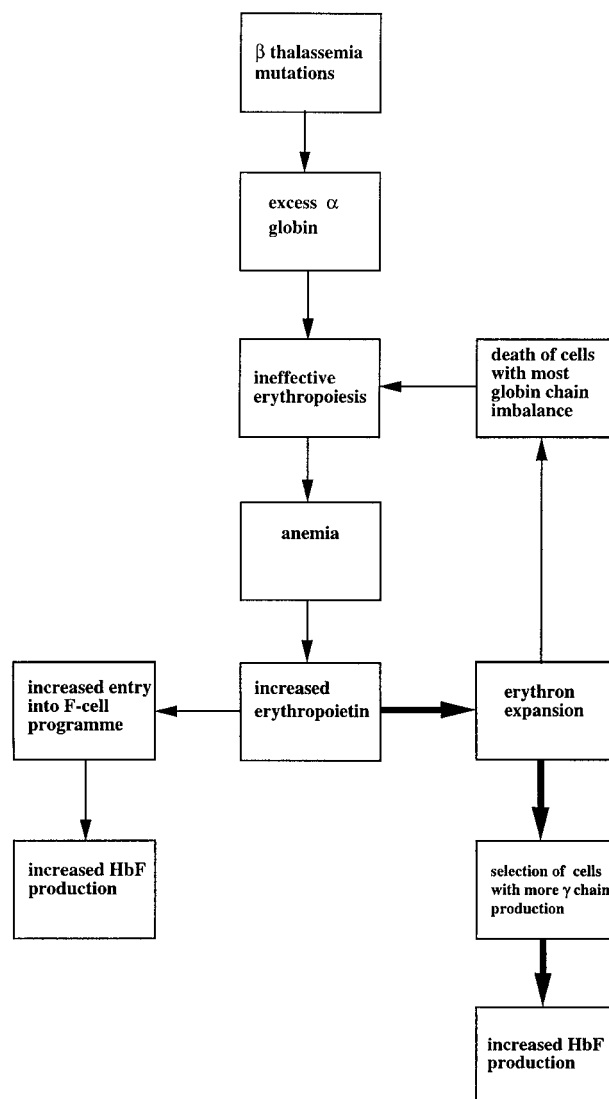 β thalassemia
mutations
excess α
globin
ineffective
erythropoiesis
death of cells
with most
globin chain
imbalance
anemia
increased entry
into F-cell
programme
increased
erythropoietin
erythron
expansion
increased HbF
production
selection of cells
with more γ chain
production
increased HbF
production